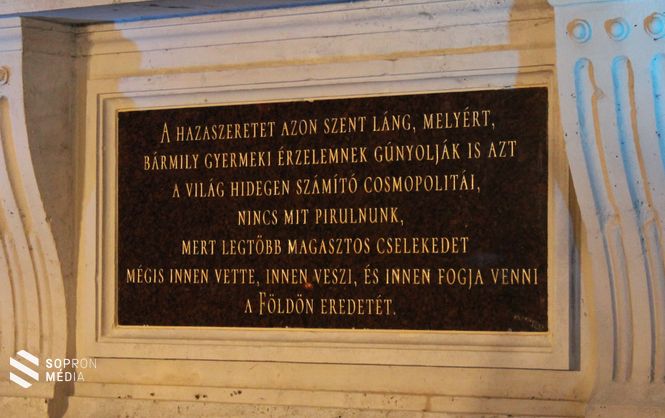 A HAZASZERETET AZON SZENT LÁNG, MELYÉRT,
BÁRMILY GYERMEKI ÉRZELEMNEK GÚNYOLJÁK IS AZT
A VILÁG HIDEGEN SZÁMÍTÓ COSMOPOLITÁI,
NINCS MIT PIRULNUNK,
MERT LEGTÖBB MAGASZTOS CSELEKEDET
MÉGIS INNEN VETTE, INNEN VESZI, ÉS INNEN FOGJA VENNI
A FÖLDÖN EREDETÉT.
SOPRON
MÉDIA